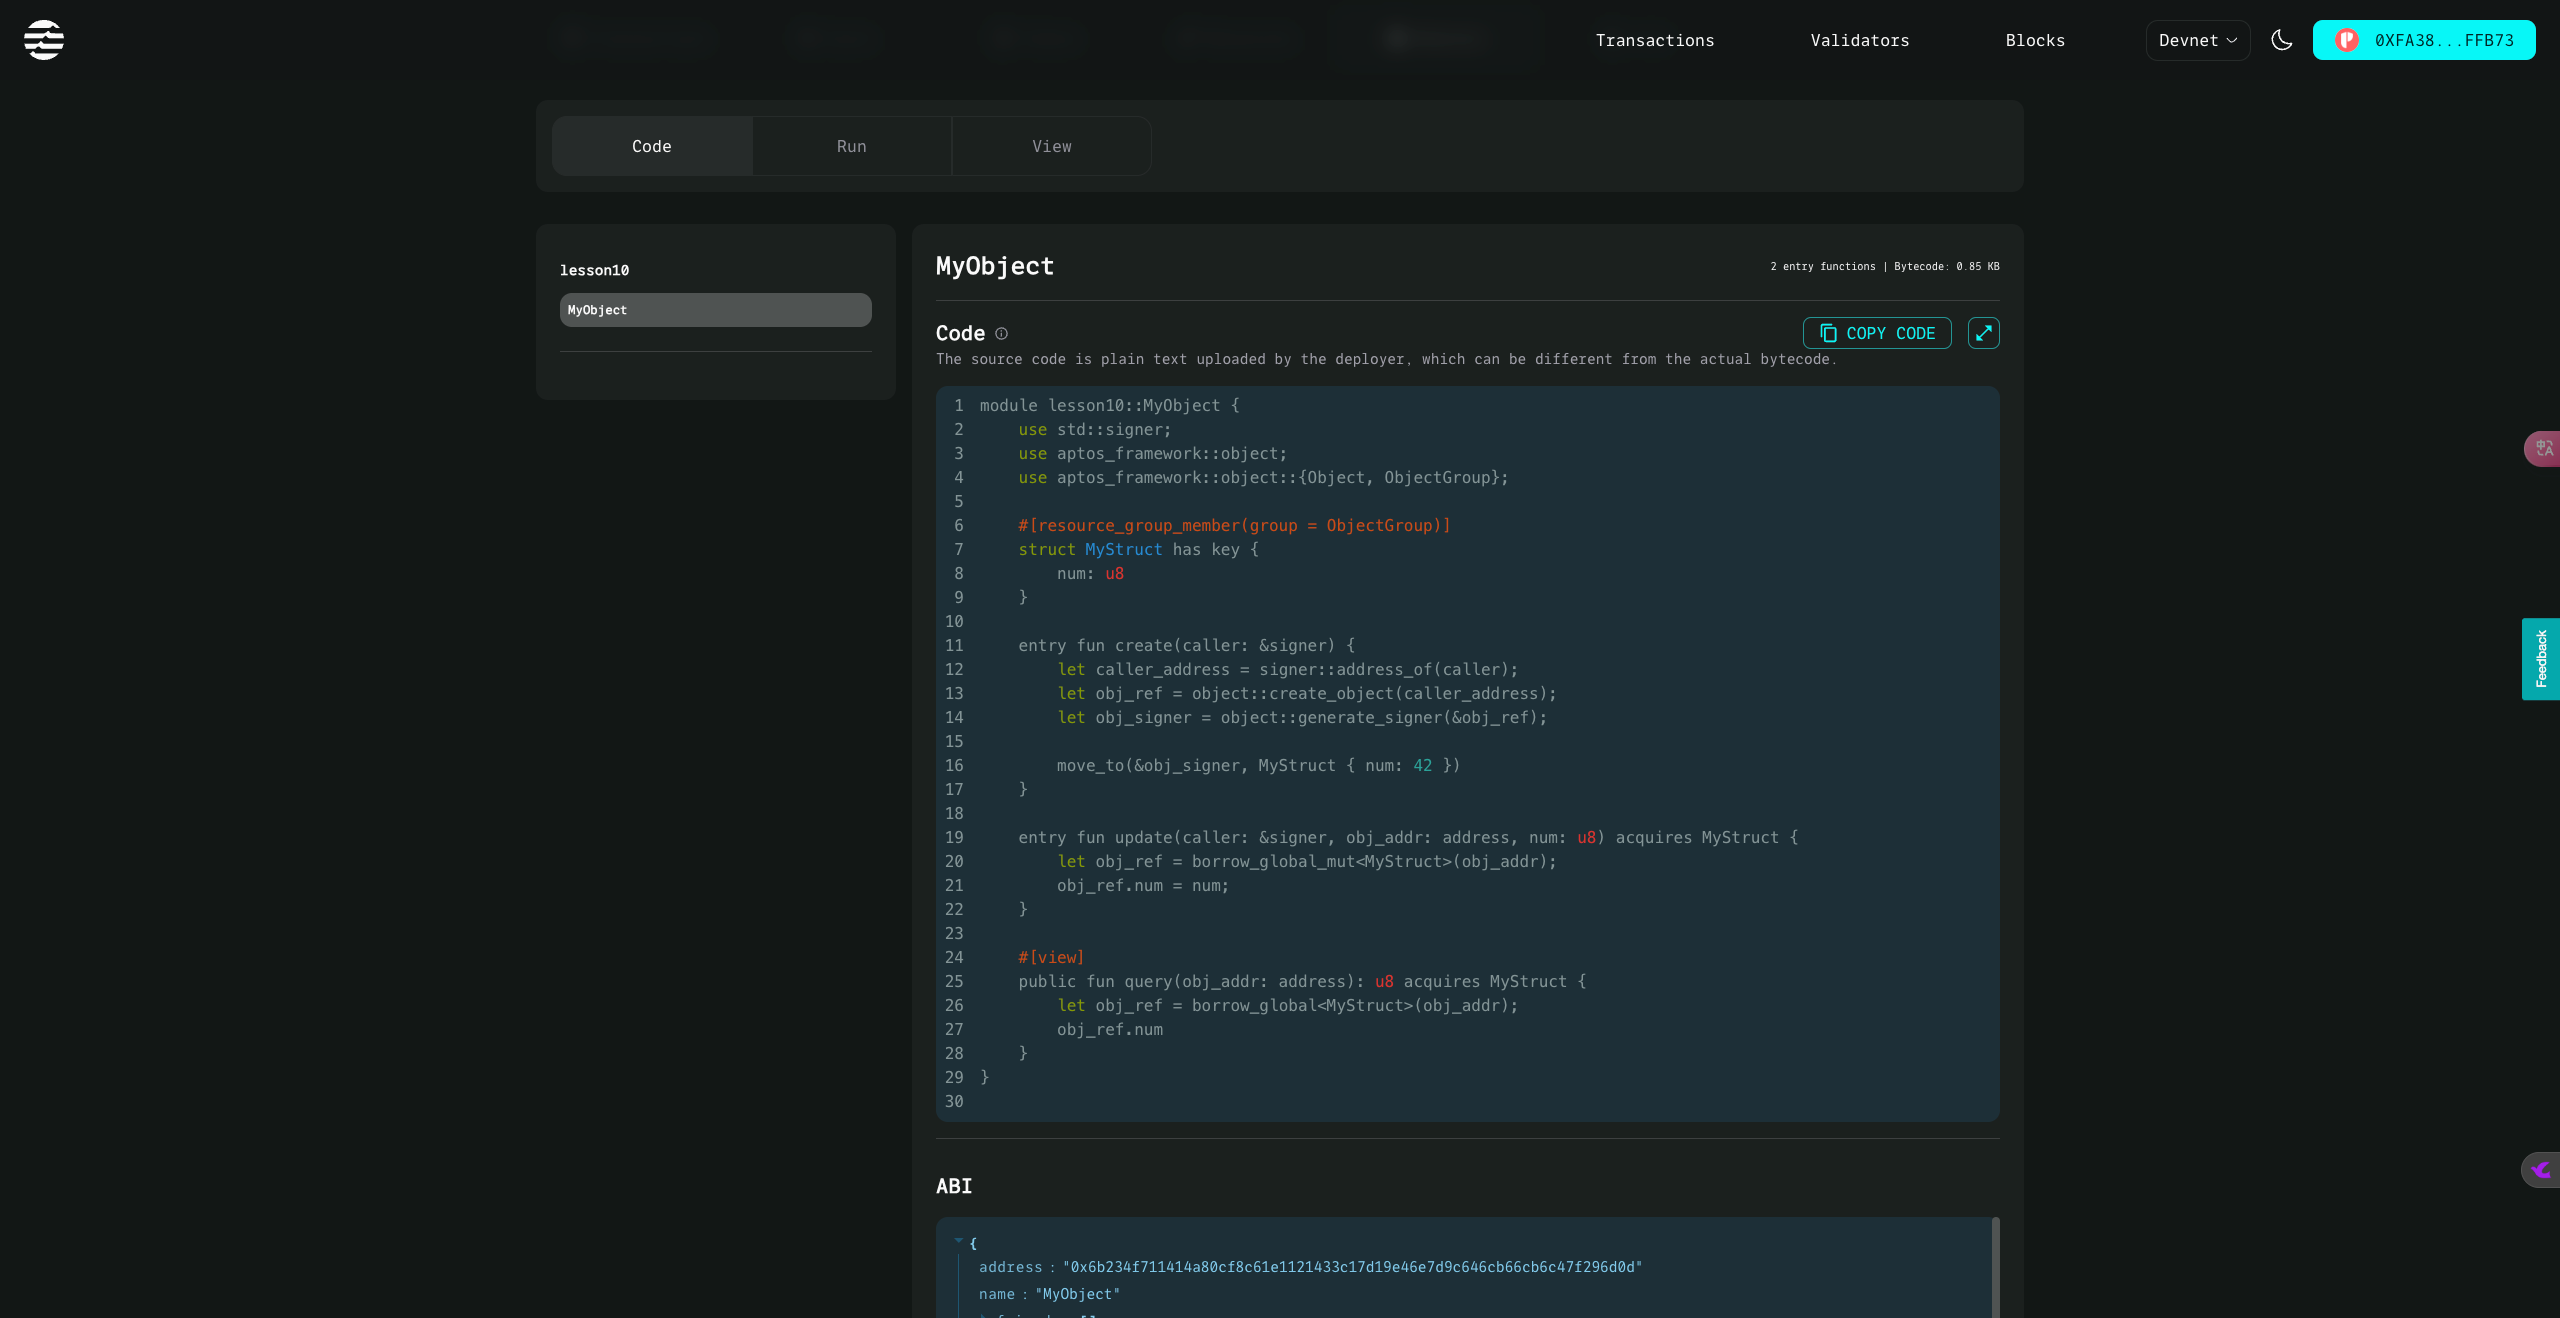 Transactions
Validators
Blocks
Devnet
0XFA38...FFB73
Code
Run
View
lesson10
MyObject
MyObject
2 entry functions | Bytecode: 0.85 KB
Code
COPY CODE
The source code is plain text uploaded by the deployer, which can be different from the actual bytecode.
1 module lesson10::MyObject {
2     use std::signer;
3     use aptos_framework::object;
4     use aptos_framework::object::{Object, ObjectGroup};
5
6     #[resource_group_member(group = ObjectGroup)]
7     struct MyStruct has key {
8         num: u8
9     }
10
11     entry fun create(caller: &signer) {
12         let caller_address = signer::address_of(caller);
13         let obj_ref = object::create_object(caller_address);
14         let obj_signer = object::generate_signer(&obj_ref);
15
16         move_to(&obj_signer, MyStruct { num: 42 })
17     }
18
19     entry fun update(caller: &signer, obj_addr: address, num: u8) acquires MyStruct {
20         let obj_ref = borrow_global_mut<MyStruct>(obj_addr);
21         obj_ref.num = num;
22     }
23
24     #[view]
25     public fun query(obj_addr: address): u8 acquires MyStruct {
26         let obj_ref = borrow_global<MyStruct>(obj_addr);
27         obj_ref.num
28     }
29 }
30
ABI
{
address : "0x6b234f711414a80cf8c61e1121433c17d19e46e7d9c646cb66cb6c47f296d0d"
name : "MyObject"
Feedback